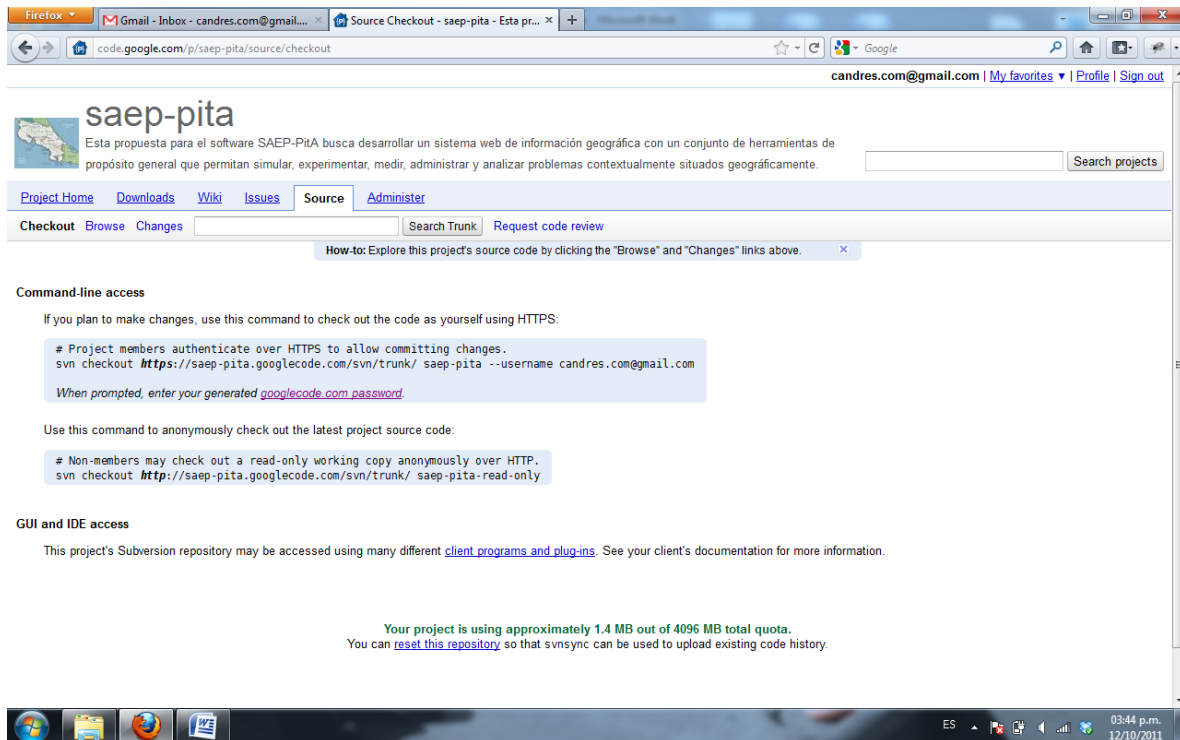 Firefox
Gmail - Inbox - candres.com@gmail....
Source Checkout - saep-pita - Esta pr...
code.google.com/p/saep-pita/source/checkout
Google
candres.com@gmail.com | My favorites ▼ | Profile | Sign out
saep-pita
Esta propuesta para el software SAEP-PitA busca desarrollar un sistema web de información geográfica con un conjunto de herramientas de
propósito general que permitan simular, experimentar, medir, administrar y analizar problemas contextualmente situados geográficamente.
Search projects
Project Home Downloads Wiki Issues Source Administer
Checkout Browse Changes Search Trunk Request code review
How-to: Explore this project's source code by clicking the "Browse" and "Changes" links above.
Command-line access
If you plan to make changes, use this command to check out the code as yourself using HTTPS:
# Project members authenticate over HTTPS to allow committing changes.
svn checkout https://saep-pita.googlecode.com/svn/trunk/ saep-pita --username candres.com@gmail.com
When prompted, enter your generated googlecode.com password.
Use this command to anonymously check out the latest project source code:
# Non-members may check out a read-only working copy anonymously over HTTP.
svn checkout http://saep-pita.googlecode.com/svn/trunk/ saep-pita-read-only
GUI and IDE access
This project's Subversion repository may be accessed using many different client programs and plug-ins. See your client's documentation for more information.
Your project is using approximately 1.4 MB out of 4096 MB total quota.
You can reset this repository so that svnsync can be used to upload existing code history.
ES
03:44 p.m.
12/10/2011